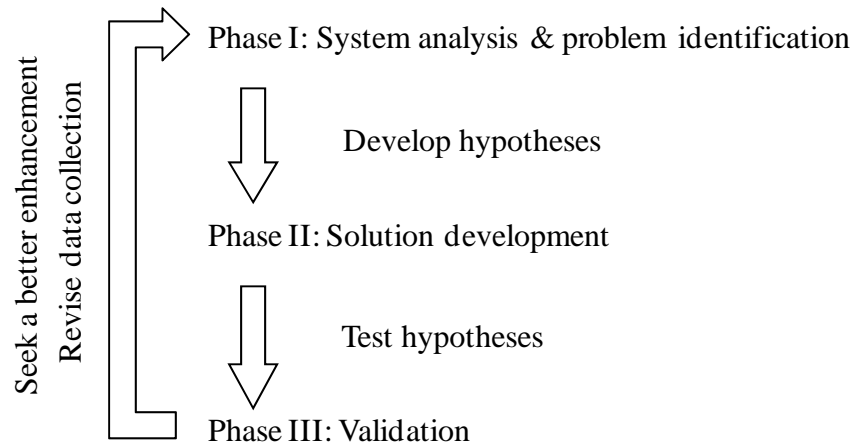 Phase I: System analysis & problem identification
Develop hypotheses
Phase II: Solution development
Test hypotheses
Phase III: Validation
Seek a better enhancement
Revise data collection